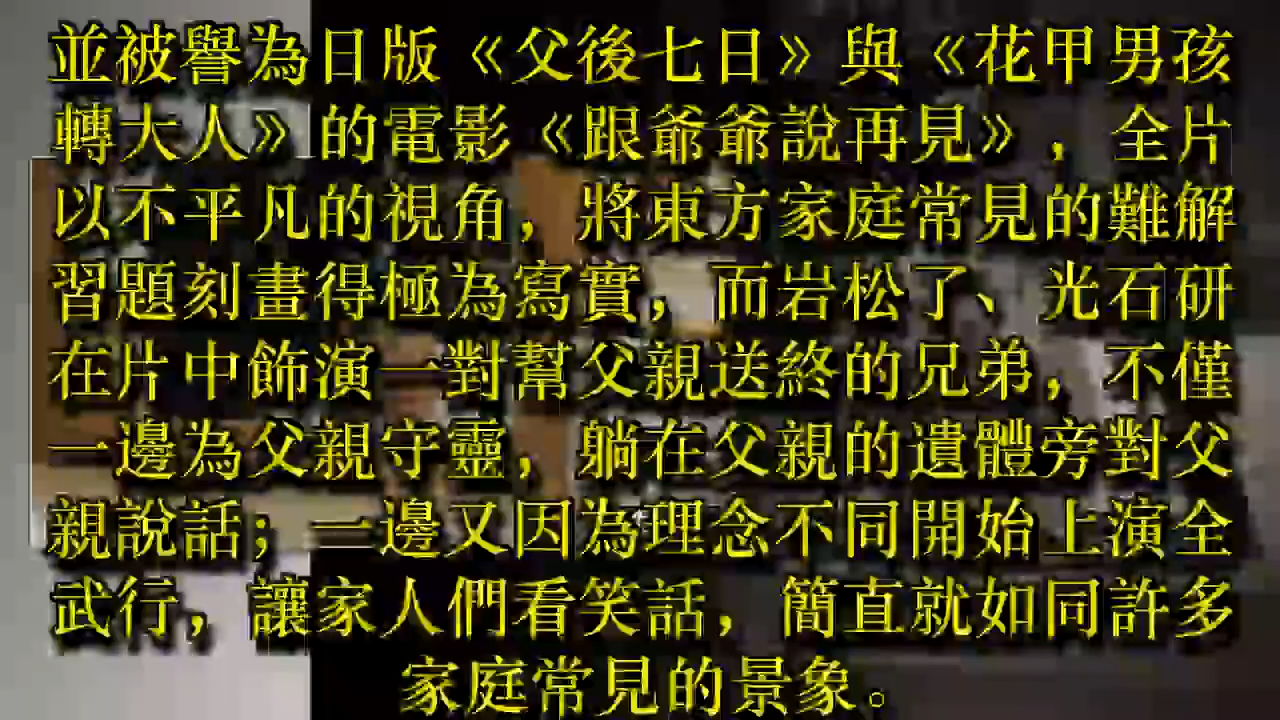 並被譽為日版《父後七日》與《花甲男孩
轉大人》的電影《跟爺爺說再見》，全片
以不平凡的視角，將東方家庭常見的難解
習題刻畫得極為寫實，而岩松了、光石研
在片中飾演一對幫父親送終的兄弟，不僅
一邊為父親守靈，躺在父親的遺體旁對父
親說話；一邊又因為理念不同開始上演全
武行，讓家人們看笑話，簡直就如同許多
家庭常見的景象。